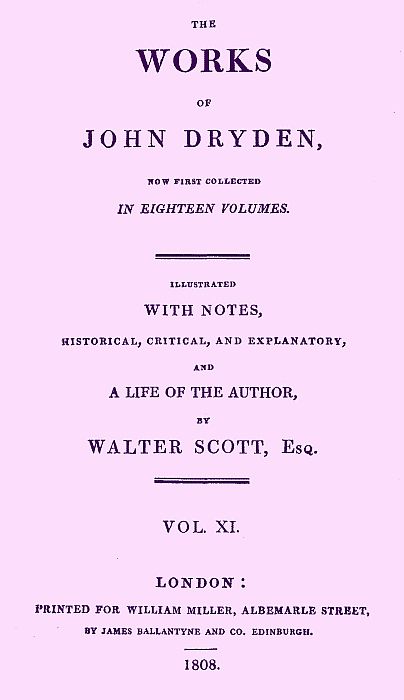 THE
WORKS
OF
JOHN DRYDEN,
NOW FIRST COLLECTED
IN EIGHTEEN VOLUMES.
ILLUSTRATED
WITH NOTES,
HISTORICAL, CRITICAL, AND EXPLANATORY,
AND
A LIFE OF THE AUTHOR,
BY
WALTER SCOTT, Esq.
VOL. XI.
LONDON:
PRINTED FOR WILLIAM MILLER, ALBEMARLE STREET,
BY JAMES BALLANTYNE AND CO. EDINBURGH.
1808.